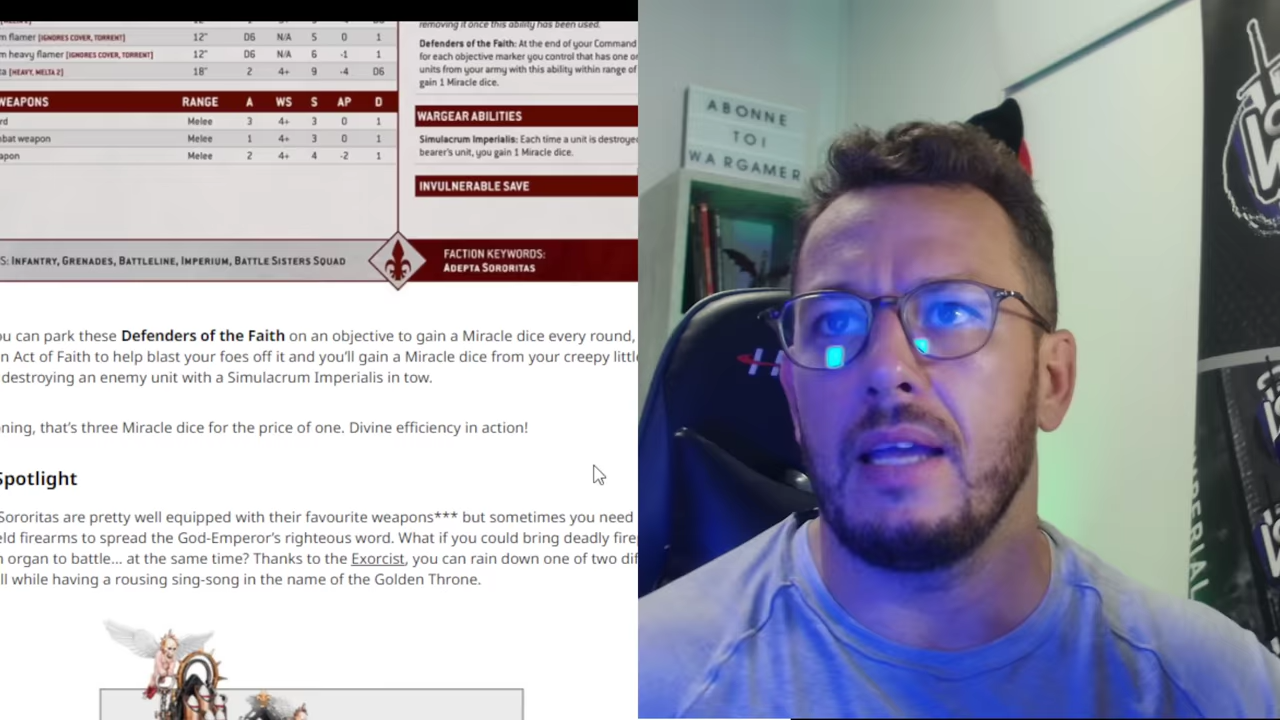 removing it once this ability has been used.
m flamer [IGNORES COVER, TORRENT] 12" D6 N/A 5 0 1
Defenders of the Faith: At the end of your Command
m heavy flamer [IGNORES COVER, TORRENT] 12" D6 N/A 6 -1 1
for each objective marker you control that has one or
ta [HEAVY, MELTA 2] 18" 2 4+ 9 -4 D6
units from your army with this ability within range of
gain 1 Miracle dice.
WEAPONS RANGE A WS S AP D
WARGEAR ABILITIES
rd Melee 3 4+ 3 0 1
mbat weapon Melee 1 4+ 3 0 1
Simulacrum Imperialis: Each time a unit is destroye
apon Melee 2 4+ 4 -2 1
bearer's unit, you gain 1 Miracle dice.
INVULNERABLE SAVE
S: INFANTRY, GRENADES, BATTLELINE, IMPERIUM, BATTLE SISTERS SQUAD
FACTION KEYWORDS:
ADEPTA SORORITAS
ou can park these Defenders of the Faith on an objective to gain a Miracle dice every round,
n Act of Faith to help blast your foes off it and you'll gain a Miracle dice from your creepy little
destroying an enemy unit with a Simulacrum Imperialis in tow.
ning, that's three Miracle dice for the price of one. Divine efficiency in action!
Spotlight
Sororitas are pretty well equipped with their favourite weapons*** but sometimes you need
eld firearms to spread the God-Emperor's righteous word. What if you could bring deadly fire
n organ to battle... at the same time? Thanks to the Exorcist, you can rain down one of two dif
ll while having a rousing sing-song in the name of the Golden Throne.
ABONNE
TOI
WARGAMER
IMPERIAL